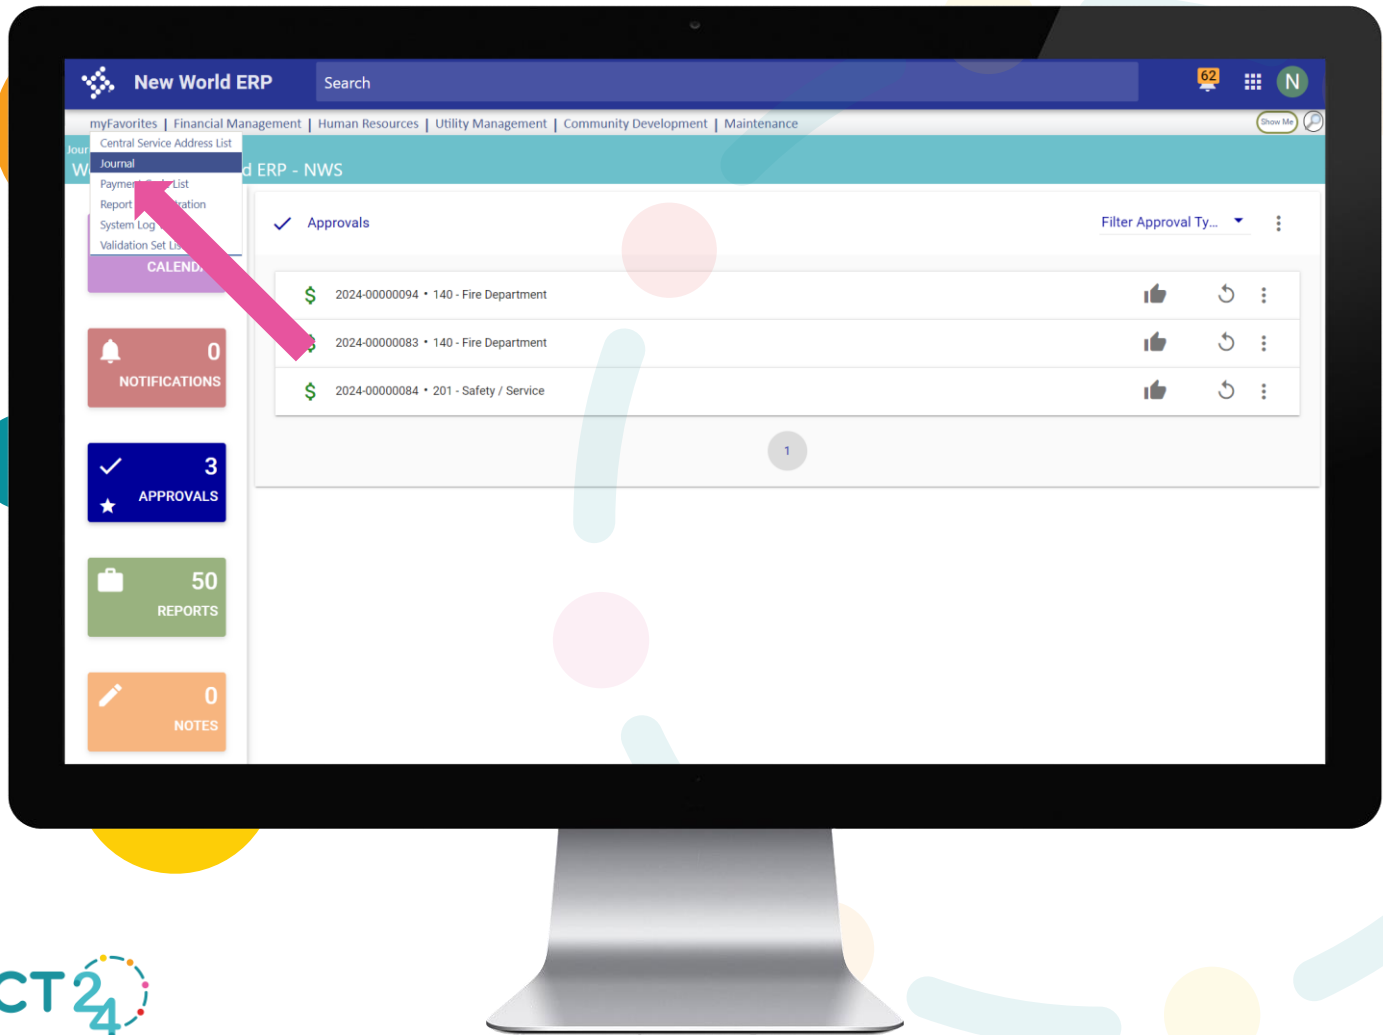 New World ERP
Search
62
N
myFavorites | Financial Management | Human Resources | Utility Management | Community Development | Maintenance
Show Me
Central Service Address List
Journal
d ERP - NWS
List
Report
System Log
Validation Set
CALEND
Approvals
Filter Approval Ty...
2024-00000094 • 140 - Fire Department
2024-00000083 • 140 - Fire Department
2024-00000084 • 201 - Safety / Service
1
0
NOTIFICATIONS
3
APPROVALS
50
REPORTS
0
NOTES
CT
24